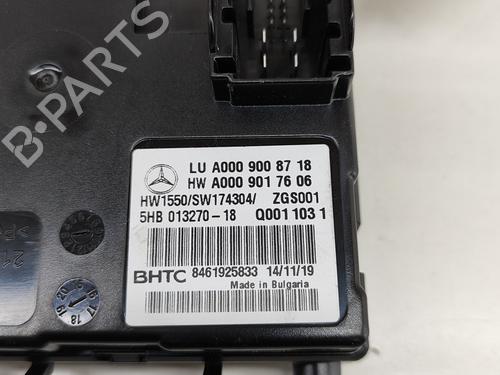 B-PARTS
LU A000 900 87 18
HW A000 901 76 06
HW1550/SW174304/ ZGS001
5HB 013270-18 Q001 103 1
BHTC 8461925833 14/11/19
Made in Bulgaria